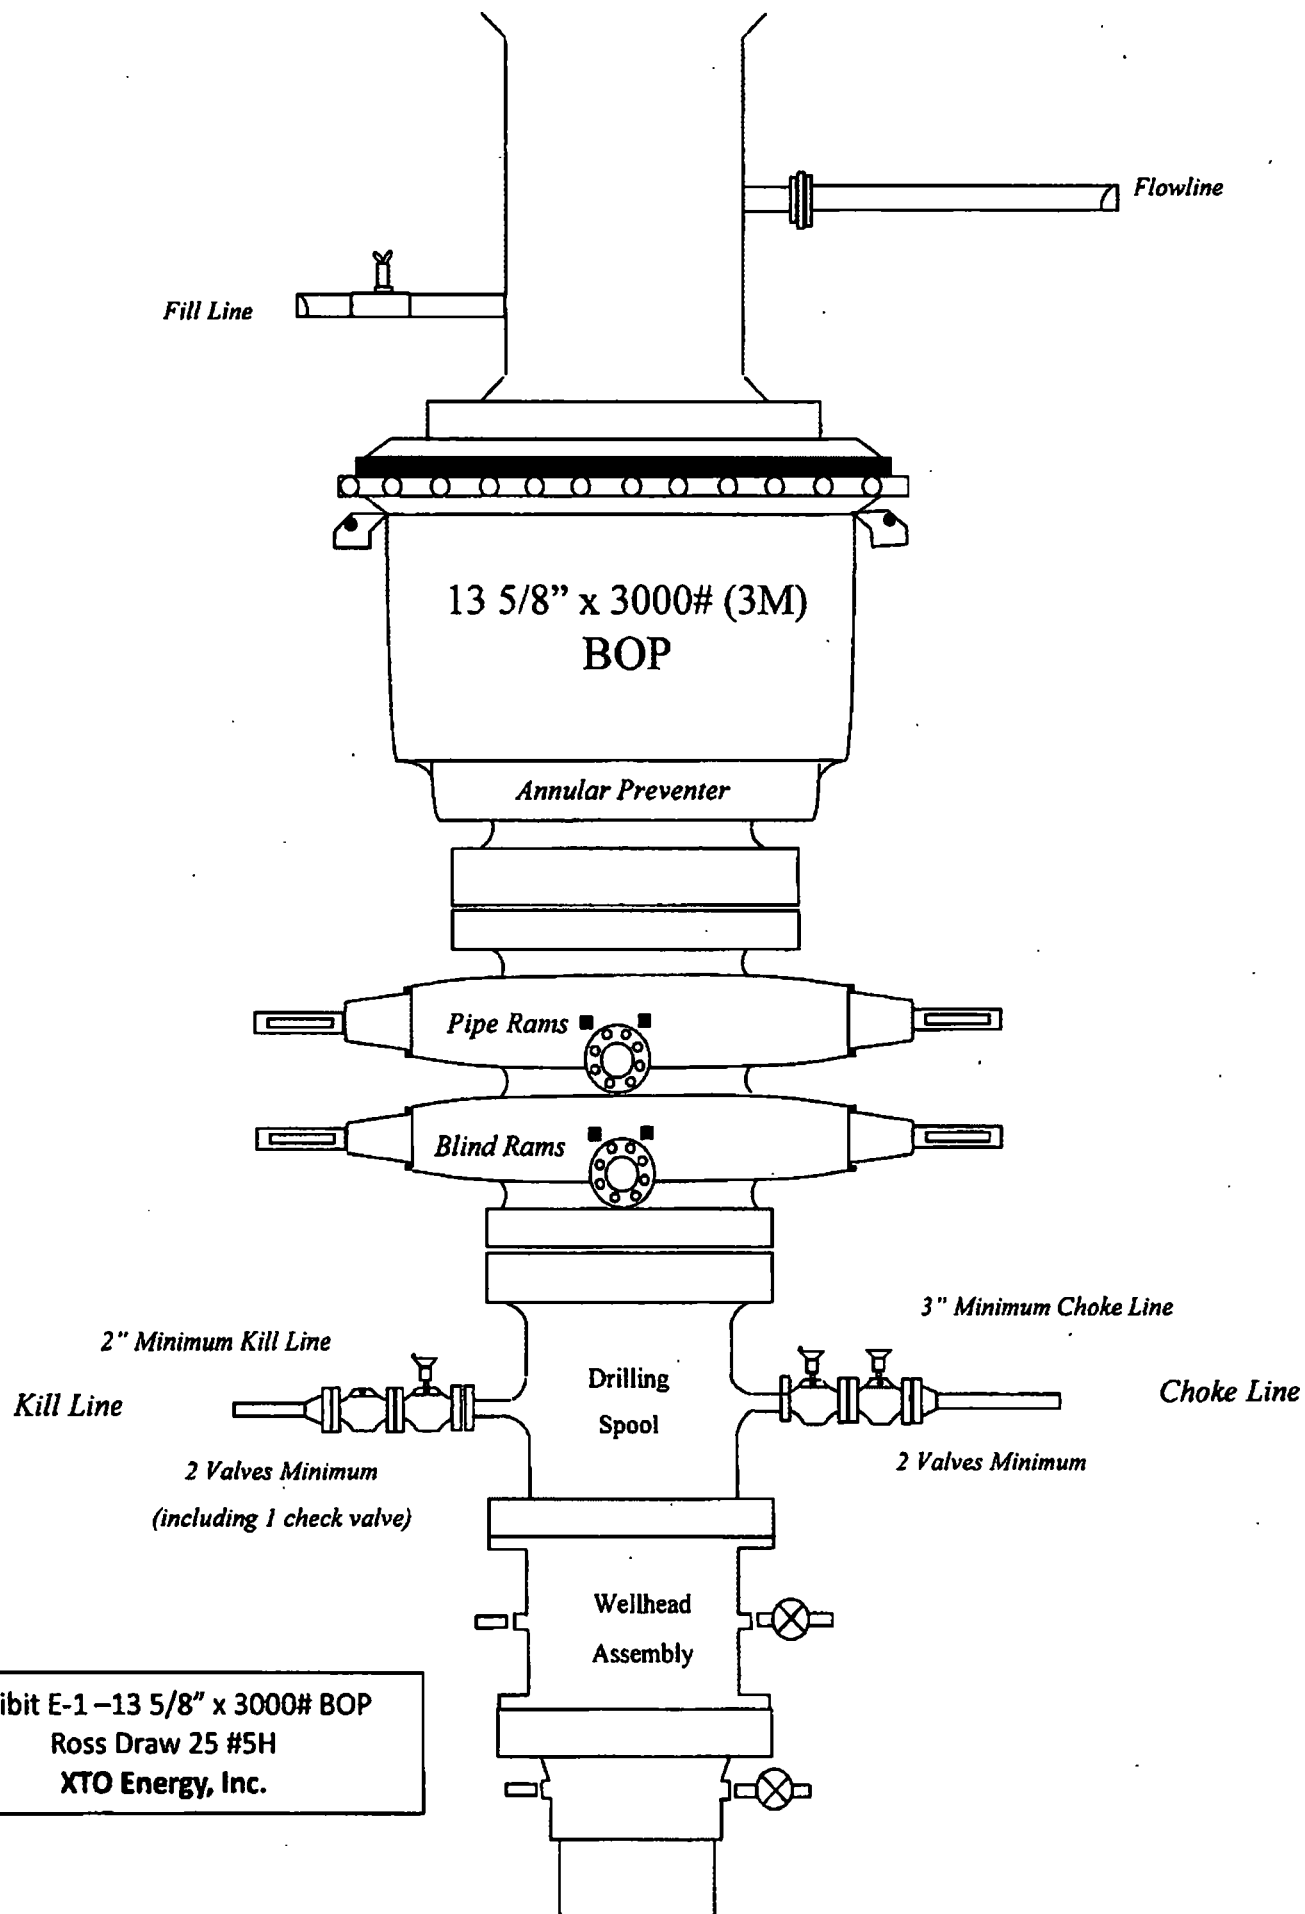 Flowline
Fill Line
13 5/8” x 3000# (3M)
BOP
Annular Preventer
Pipe Rams
Blind Rams
3” Minimum Choke Line
2” Minimum Kill Line
Drilling
Spool
Kill Line
Choke Line
2 Valves Minimum
(including 1 check valve)
2 Valves Minimum
Wellhead
Assembly
ibit E-1 –13 5/8” x 3000# BOP
Ross Draw 25 #5H
XTO Energy, Inc.